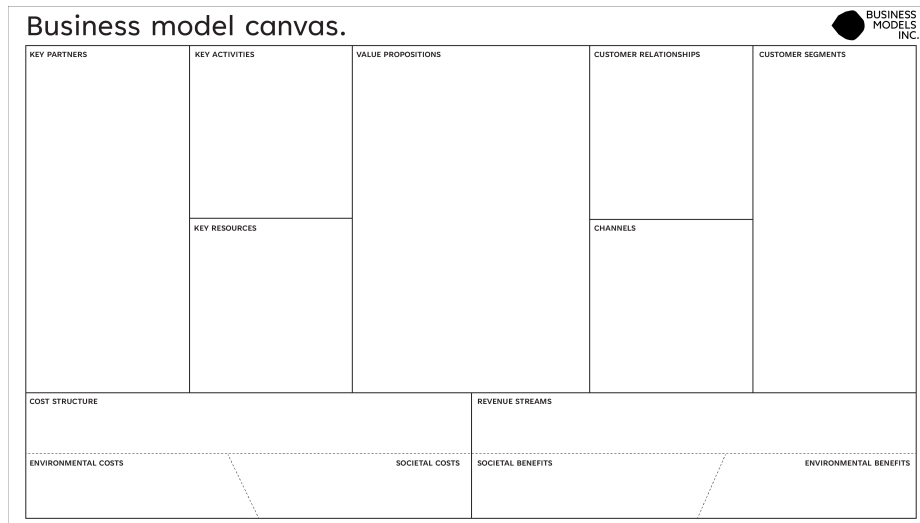 Business model canvas.
BUSINESS
MODELS
INC.
KEY PARTNERS
KEY ACTIVITIES
VALUE PROPOSITIONS
CUSTOMER RELATIONSHIPS
CUSTOMER SEGMENTS
KEY RESOURCES
CHANNELS
COST STRUCTURE
REVENUE STREAMS
ENVIRONMENTAL COSTS
SOCIETAL COSTS
SOCIETAL BENEFITS
ENVIRONMENTAL BENEFITS